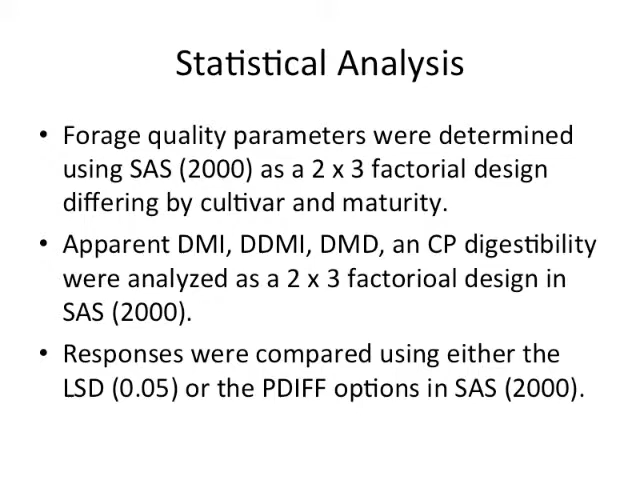 Statistical Analysis
• Forage quality parameters were determined
using SAS (2000) as a 2 x 3 factorial design
differing by cultivar and maturity.
• Apparent DMI, DDMI, DMD, an CP digestibility
were analyzed as a 2 x 3 factorioal design in
SAS (2000).
• Responses were compared using either the
LSD (0.05) or the PDIFF options in SAS (2000).